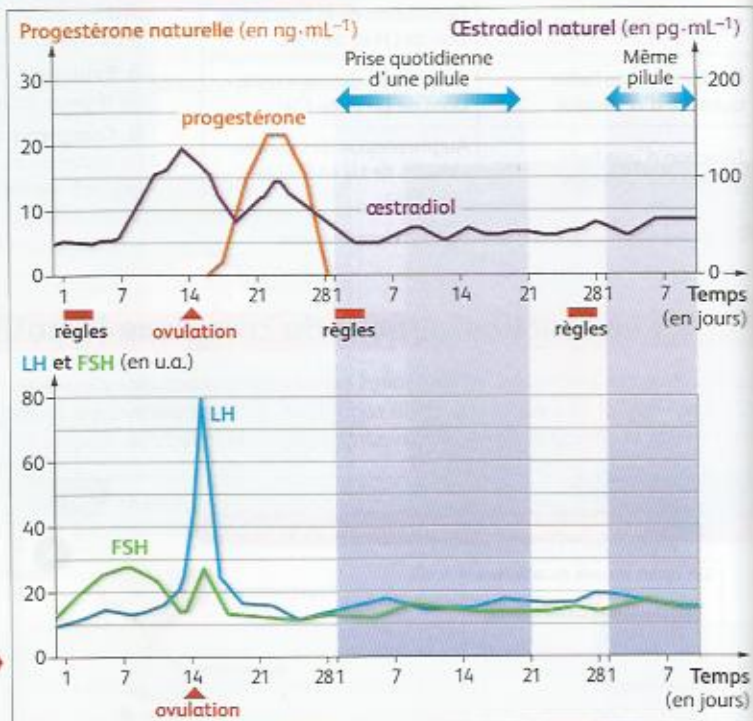 Progestérone naturelle (en ng·mL⁻¹) Œstradiol naturel (en pg·mL⁻¹)
Prise quotidienne d'une pilule
Même pilule
30
20
10
0
200
100
0
progestérone
œstradiol
1 7 14 21 28 1 7 14 21 28 1 7 Temps (en jours)
règles
ovulation
règles
règles
LH et FSH (en u.a.)
80
60
40
20
0
LH
FSH
1 7 14 21 28 1 7 14 21 28 1 7 Temps (en jours)
ovulation